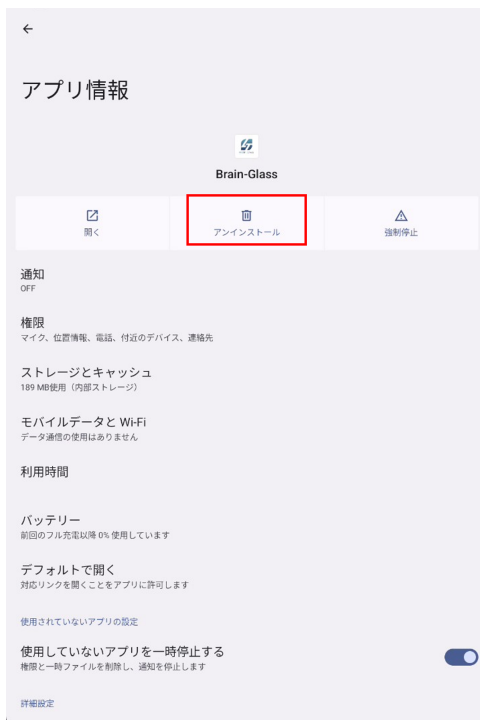 アプリ情報
Brain-Glass
開く
アンインストール
強制停止
通知
OFF
権限
マイク、位置情報、電話、付近のデバイス、連絡先
ストレージとキャッシュ
189 MB使用（内部ストレージ）
モバイルデータと Wi-Fi
データ通信の使用はありません
利用時間
バッテリー
前回のフル充電以降 0% 使用しています
デフォルトで開く
対応リンクを開くことをアプリに許可します
使用されていないアプリの設定
使用していないアプリを一時停止する
権限と一時ファイルを削除し、通知を停止します
詳細設定